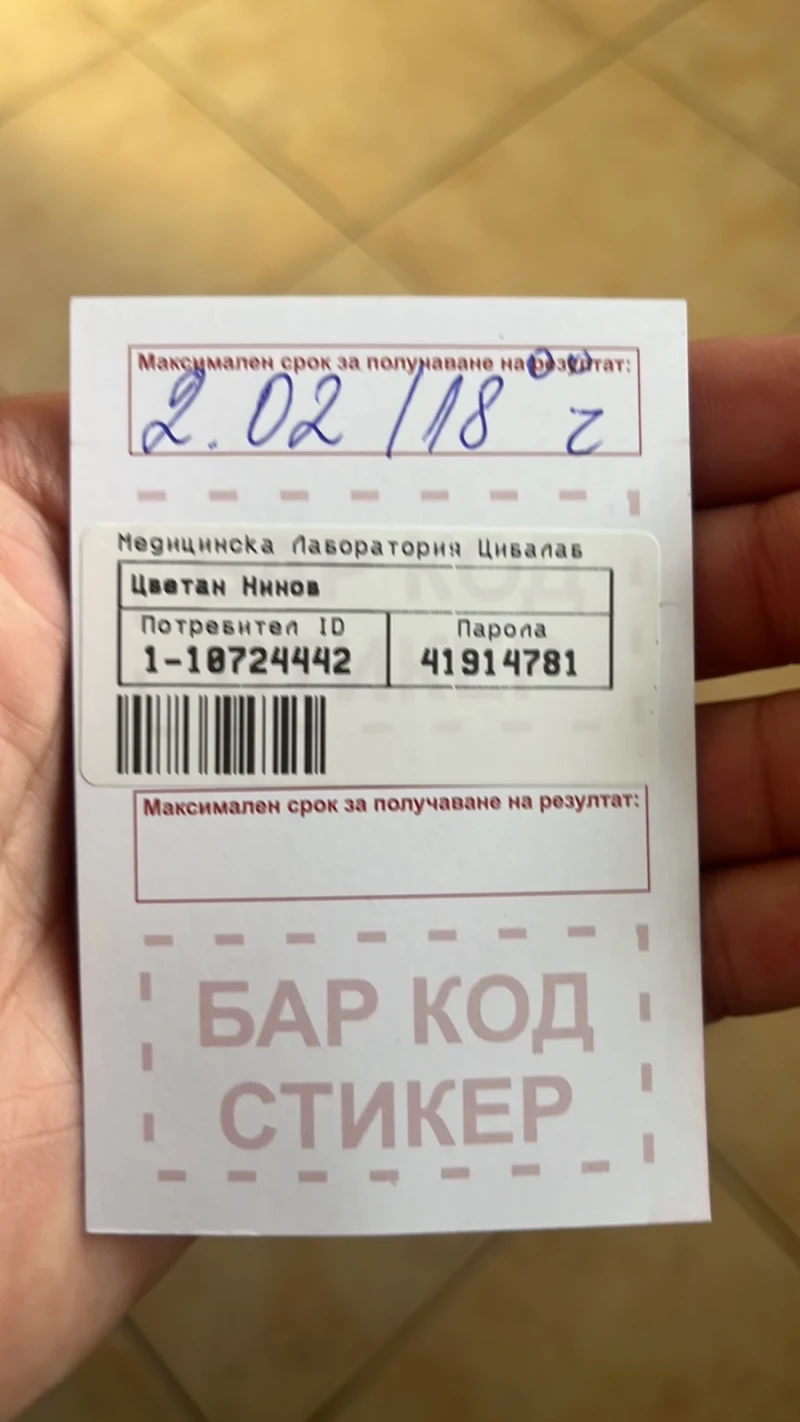 Максимален срок за получаване на резултат:
2.02 /18⁰⁰ ч
Медицинска Лаборатория Цибалаб
Цветан Нинов
Потребител ID
Парола
1-10724442
41914781
Максимален срок за получаване на резултат:
БАР КОД
СТИКЕР